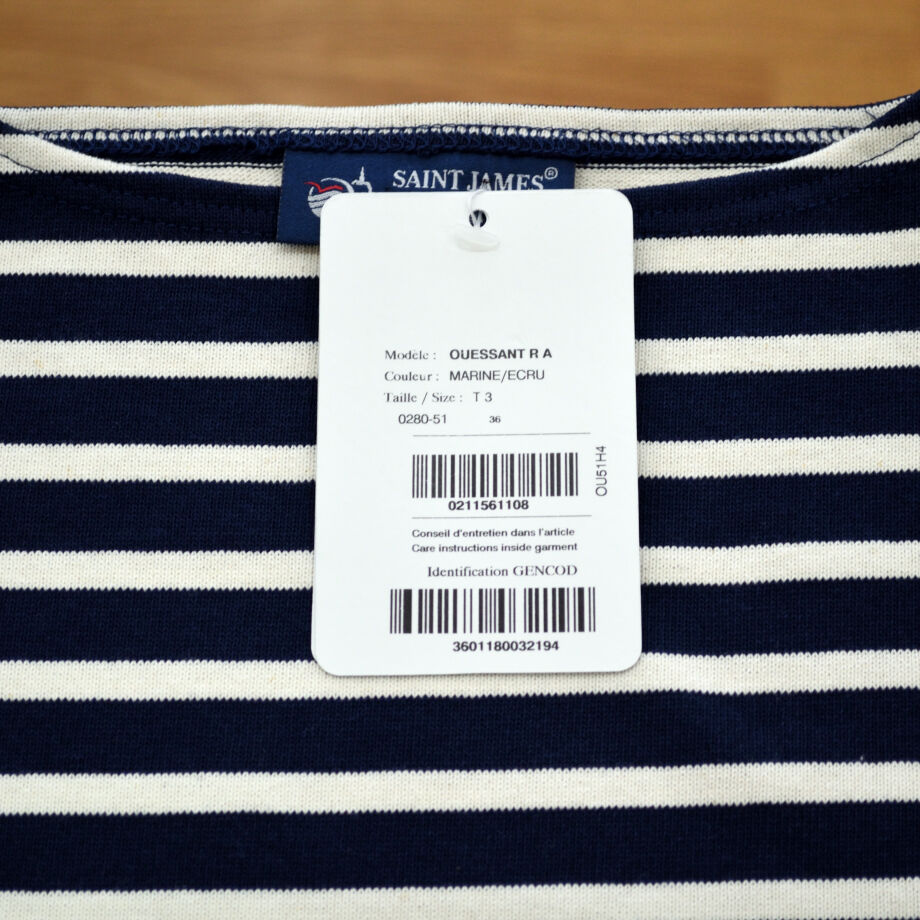 SAINT JAMES®
Modèle : OUESSANT R A
Couleur : MARINE/ECRU
Taille / Size : T 3
0280-51 36
OU51H4
0211561108
Conseil d'entretien dans l'article
Care instructions inside garment
Identification GENCOD
3601180032194